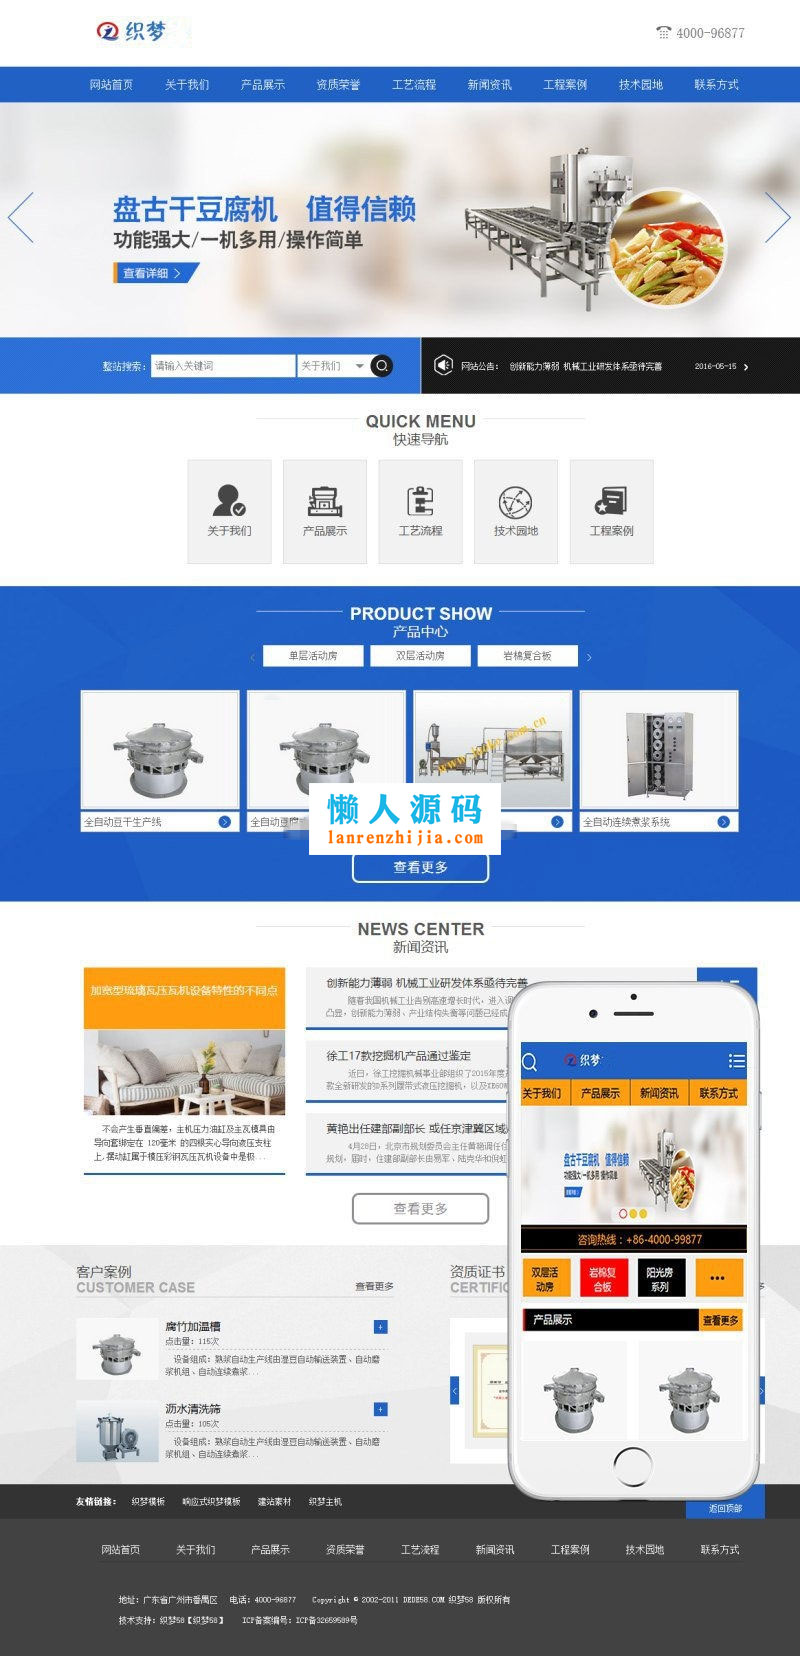 织梦
4000-96877
网站首页 关于我们 产品展示 资质荣誉 工艺流程 新闻资讯 工程案例 技术园地 联系方式
盘古干豆腐机 值得信赖
功能强大/一机多用/操作简单
查看详细 >
整站搜索: 请输入关键词 关于我们
网站公告: 创新能力薄弱 机械工业研发体系亟待完善 2016-05-15 >
QUICK MENU
快速导航
关于我们 产品展示 工艺流程 技术园地 工程案例
PRODUCT SHOW
产品中心
单层活动房 双层活动房 岩棉复合板
全自动豆干生产线 全自动豆腐 全自动连续煮浆系统
懒人源码
lanrenzhijia.com
查看更多
NEWS CENTER
新闻资讯
加宽型琉璃瓦压瓦机设备特性的不同点
不会产生垂直偏差，主机压力油缸及主瓦模具由
导向套绑定在 120毫米 的四根实心导向液压支柱
上,摆动缸属于模压彩钢瓦压瓦机设备中是极...
创新能力薄弱 机械工业研发体系亟待完善
随着我国机械工业告别高速增长时代，进入调
凸显，创新能力薄弱、产业结构失衡等问题已经成
徐工17款挖掘机产品通过鉴定
近日，徐工挖掘机械事业部组织了2015年度
款全新研发的D系列履带式液压挖掘机，以及XE60W
黄艳出任建部副部长 或任京津冀区域
4月28日，北京市规划委员会主任黄艳调任住
规划，届时，住建部副部长由易军、陆克华和倪虹
查看更多
客户案例
CUSTOMER CASE
查看更多
腐竹加温槽 +
点击量：115次
设备组成：熟浆自动生产线由湿豆自动输送装置、自动磨
浆机组、自动连续煮浆...
沥水清洗筛 +
点击量：105次
设备组成：熟浆自动生产线由湿豆自动输送装置、自动磨
浆机组、自动连续煮浆...
资质证书
CERTIFIC
织梦
关于我们 产品展示 新闻资讯 联系方式
盘古干豆腐机 值得信赖
功能强大/一机多用/操作简单
咨询热线：+86-4000-99877
双层活
动房
岩棉复
合板
阳光房
系列
•••
产品展示 查看更多
友情链接： 织梦模板 响应式织梦模板 建站素材 织梦主机
返回顶部
网站首页 关于我们 产品展示 资质荣誉 工艺流程 新闻资讯 工程案例 技术园地 联系方式
地址：广东省广州市番禺区 电话：4000-96877 Copyright © 2002-2011 DEDE58.COM 织梦58 版权所有
技术支持：织梦58【织梦58】 ICP备案编号：ICP备32659589号